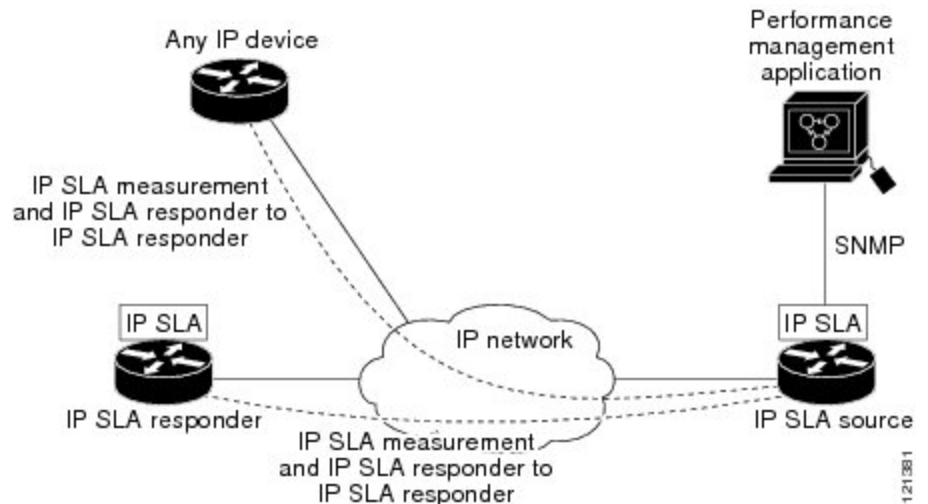 Any IP device
Performance
management
application
IP SLA measurement
and IP SLA responder to
IP SLA responder
SNMP
IP SLA
IP network
IP SLA
IP SLA responder
IP SLA source
IP SLA measurement
and IP SLA responder to
IP SLA responder
121381